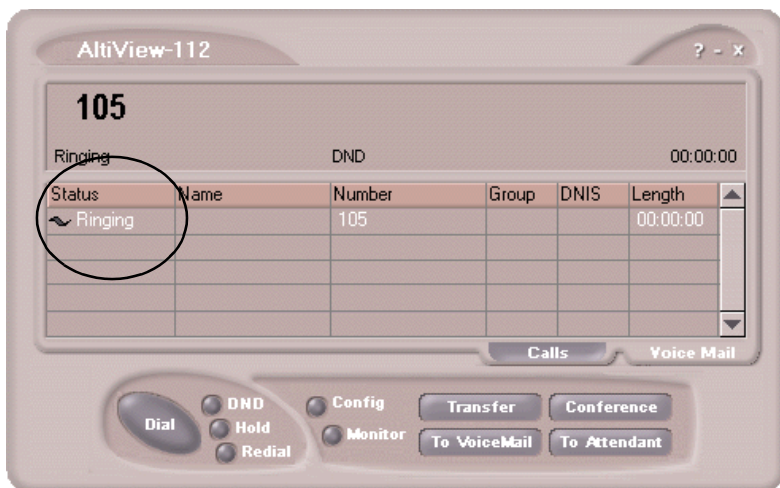 AltiView-112 ? - x
105
Ringing DND 00:00:00
Status Name Number Group DNIS Length
Ringing 105 00:00:00
Calls Voice Mail
Dial DND Config Transfer Conference
Hold Monitor To VoiceMail To Attendant
Redial